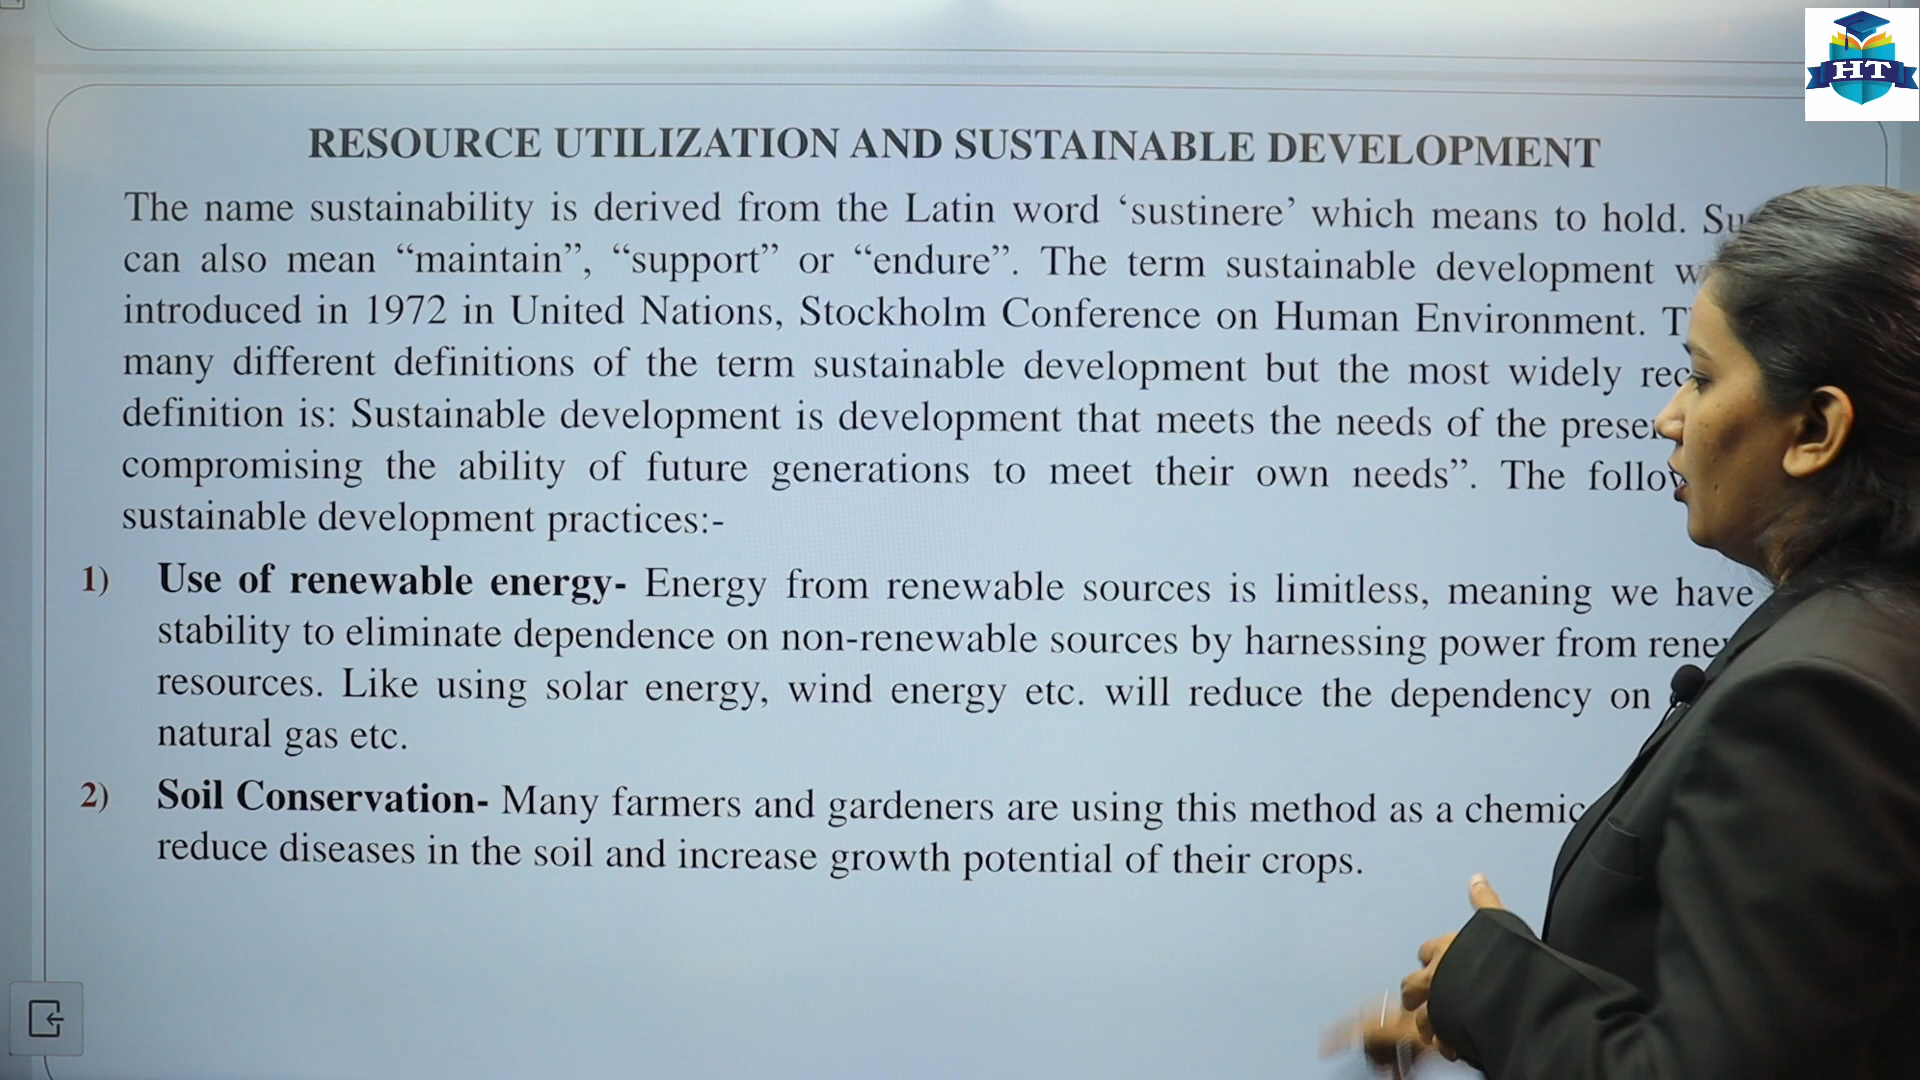 HT
RESOURCE UTILIZATION AND SUSTAINABLE DEVELOPMENT
The name sustainability is derived from the Latin word ‘sustinere’ which means to hold.
can also mean “maintain”, “support” or “endure”. The term sustainable development
introduced in 1972 in United Nations, Stockholm Conference on Human Environment.
many different definitions of the term sustainable development but the most widely
definition is: Sustainable development is development that meets the needs of the
compromising the ability of future generations to meet their own needs”. The
sustainable development practices:-
1) Use of renewable energy- Energy from renewable sources is limitless, meaning we have
stability to eliminate dependence on non-renewable sources by harnessing power from
resources. Like using solar energy, wind energy etc. will reduce the dependency on
natural gas etc.
2) Soil Conservation- Many farmers and gardeners are using this method as a
reduce diseases in the soil and increase growth potential of their crops.